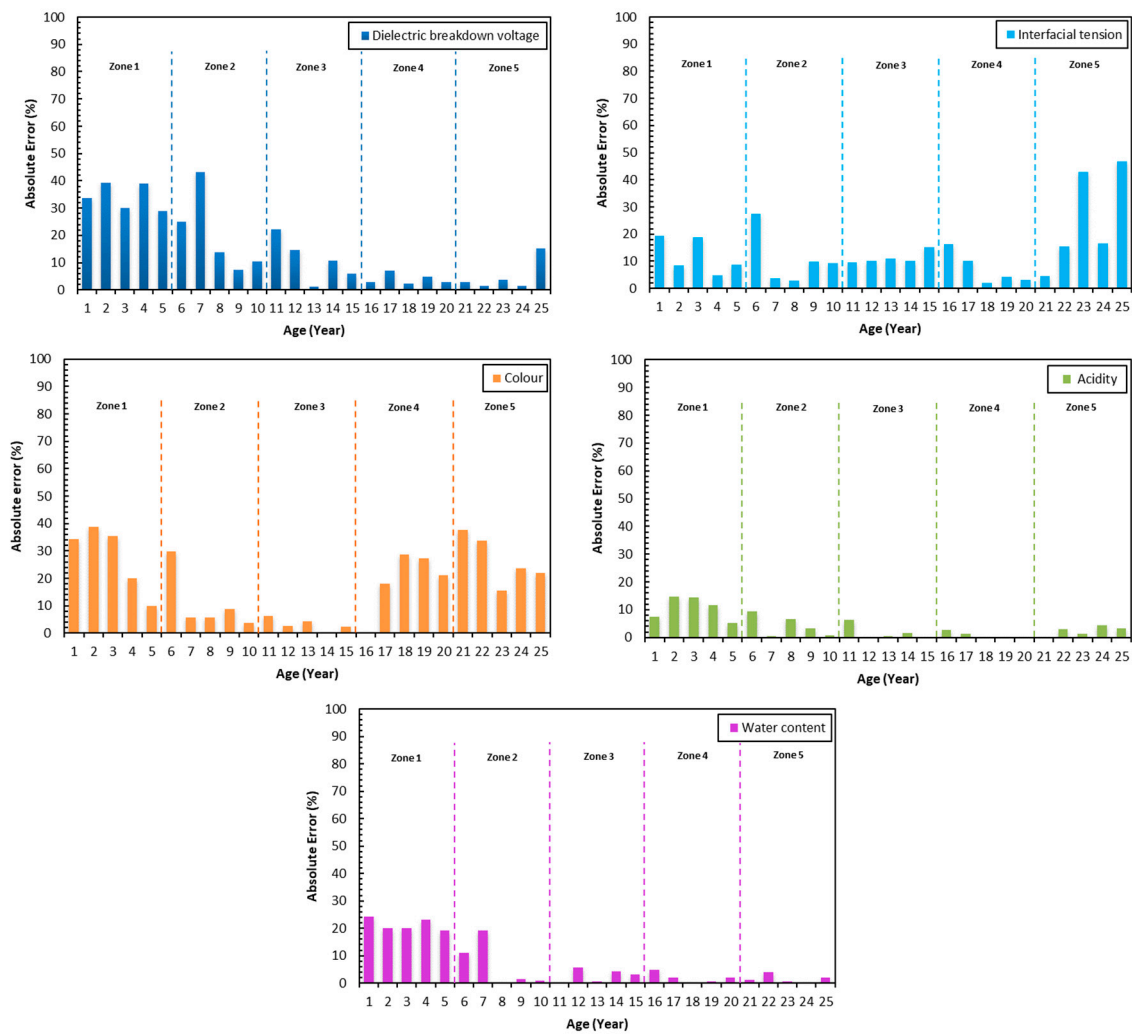 Dielectric breakdown voltage
Absolute Error (%)
100
90
80
70
60
50
40
30
20
10
0
Zone 1 Zone 2 Zone 3 Zone 4 Zone 5
1 2 3 4 5 6 7 8 9 10 11 12 13 14 15 16 17 18 19 20 21 22 23 24 25
Age (Year)
Interfacial tension
Absolute Error (%)
100
90
80
70
60
50
40
30
20
10
0
Zone 1 Zone 2 Zone 3 Zone 4 Zone 5
1 2 3 4 5 6 7 8 9 10 11 12 13 14 15 16 17 18 19 20 21 22 23 24 25
Age (Year)
Colour
Absolute error (%)
100
90
80
70
60
50
40
30
20
10
0
Zone 1 Zone 2 Zone 3 Zone 4 Zone 5
1 2 3 4 5 6 7 8 9 10 11 12 13 14 15 16 17 18 19 20 21 22 23 24 25
Age (Year)
Acidity
Absolute Error (%)
100
90
80
70
60
50
40
30
20
10
0
Zone 1 Zone 2 Zone 3 Zone 4 Zone 5
1 2 3 4 5 6 7 8 9 10 11 12 13 14 15 16 17 18 19 20 21 22 23 24 25
Age (Year)
Water content
Absolute Error (%)
100
90
80
70
60
50
40
30
20
10
0
Zone 1 Zone 2 Zone 3 Zone 4 Zone 5
1 2 3 4 5 6 7 8 9 10 11 12 13 14 15 16 17 18 19 20 21 22 23 24 25
Age (Year)